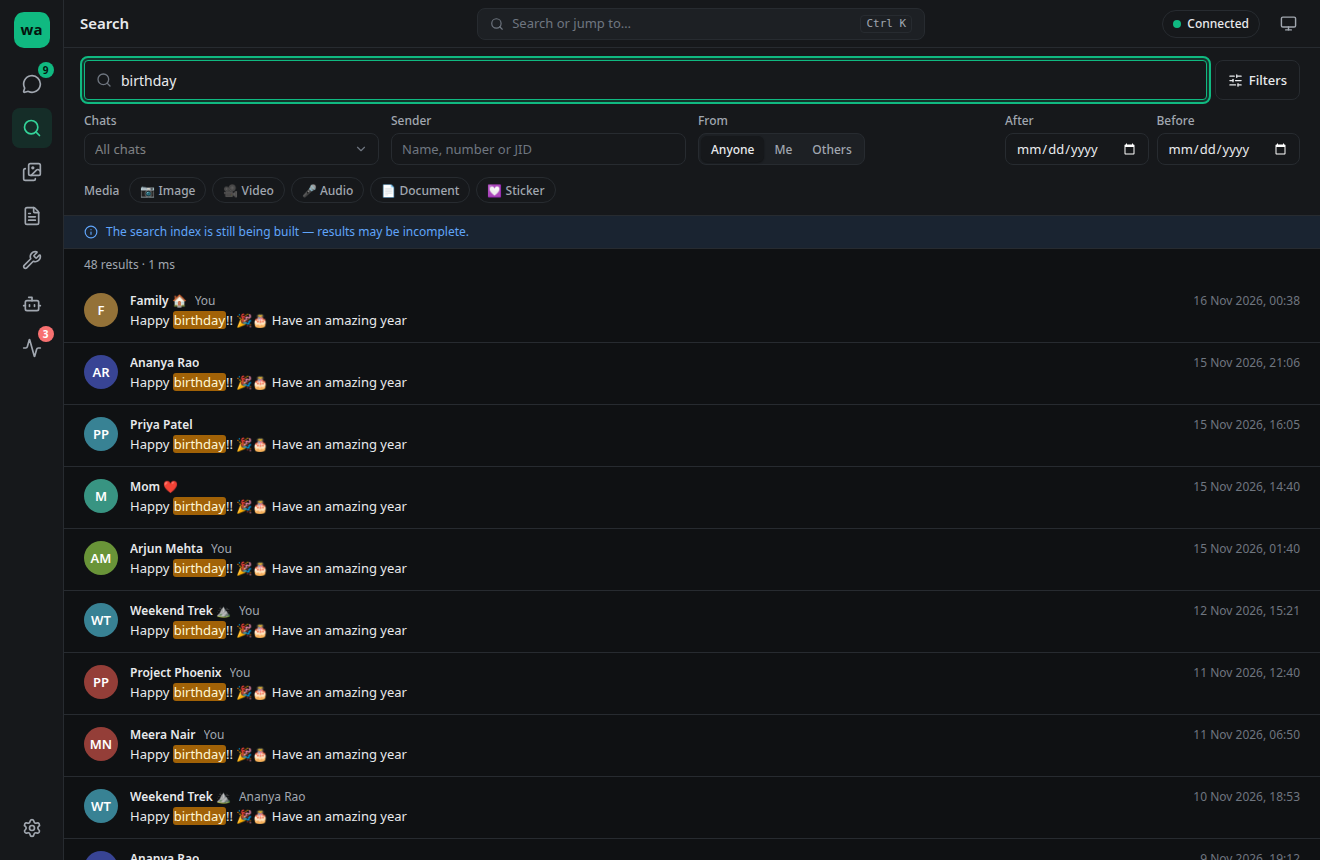 wa
Search
Search or jump to...
Ctrl K
Connected
9
birthday
Filters
Chats
Sender
From
After
Before
All chats
Name, number or JID
Anyone Me Others
mm/dd/yyyy
mm/dd/yyyy
Media
📷 Image
🎥 Video
🎤 Audio
📄 Document
💟 Sticker
The search index is still being built — results may be incomplete.
48 results · 1 ms
3
F
Family 🏠 You
16 Nov 2026, 00:38
Happy birthday!! 🎉🎂 Have an amazing year
AR
Ananya Rao
15 Nov 2026, 21:06
Happy birthday!! 🎉🎂 Have an amazing year
PP
Priya Patel
15 Nov 2026, 16:05
Happy birthday!! 🎉🎂 Have an amazing year
M
Mom ❤️
15 Nov 2026, 14:40
Happy birthday!! 🎉🎂 Have an amazing year
AM
Arjun Mehta You
15 Nov 2026, 01:40
Happy birthday!! 🎉🎂 Have an amazing year
WT
Weekend Trek ⛰️ You
12 Nov 2026, 15:21
Happy birthday!! 🎉🎂 Have an amazing year
PP
Project Phoenix You
11 Nov 2026, 12:40
Happy birthday!! 🎉🎂 Have an amazing year
MN
Meera Nair You
11 Nov 2026, 06:50
Happy birthday!! 🎉🎂 Have an amazing year
WT
Weekend Trek ⛰️ Ananya Rao
10 Nov 2026, 18:53
Happy birthday!! 🎉🎂 Have an amazing year
Ananya Rao
9 Nov 2026, 19:12